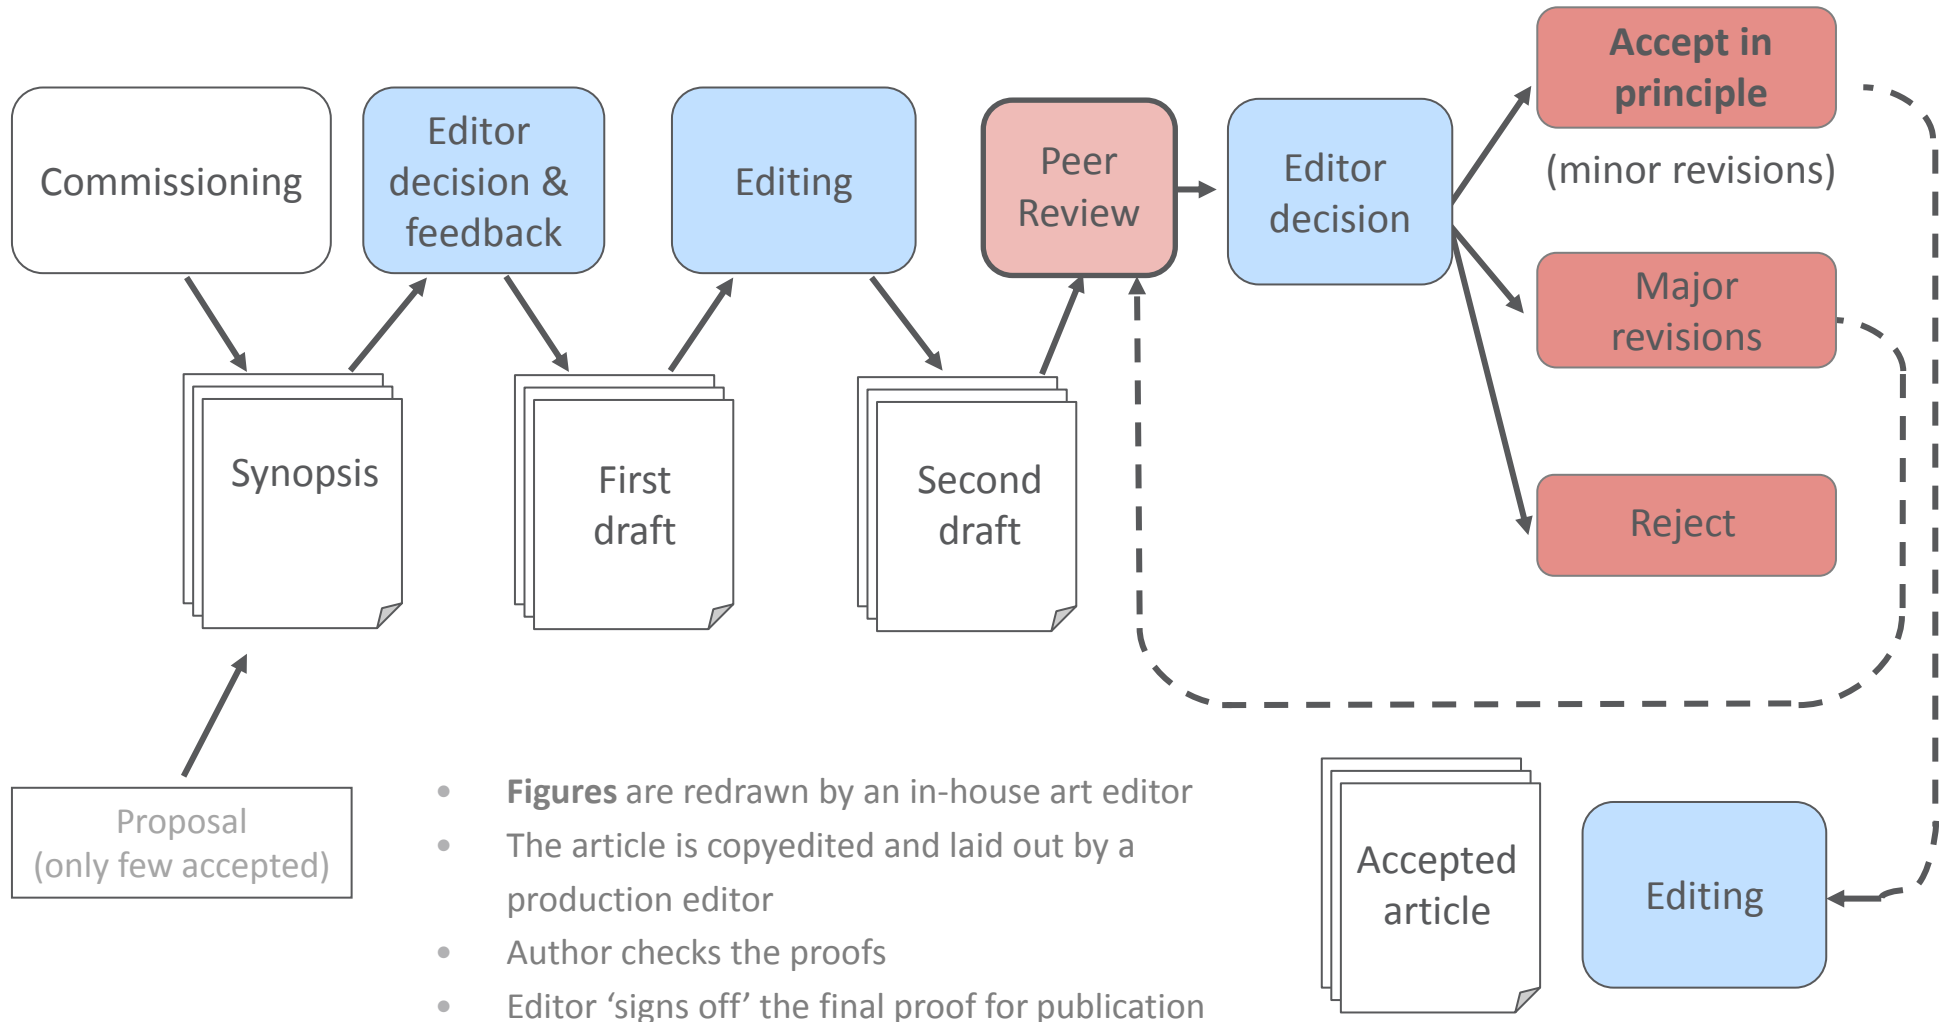 Commissioning
Editor
decision &
feedback
Editing
Peer
Review
Editor
decision
Accept in
principle
(minor revisions)
Major
revisions
Reject
Synopsis
First
draft
Second
draft
Proposal
(only few accepted)
• Figures are redrawn by an in-house art editor
• The article is copyedited and laid out by a
production editor
• Author checks the proofs
• Editor ‘signs off’ the final proof for publication
Accepted
article
Editing